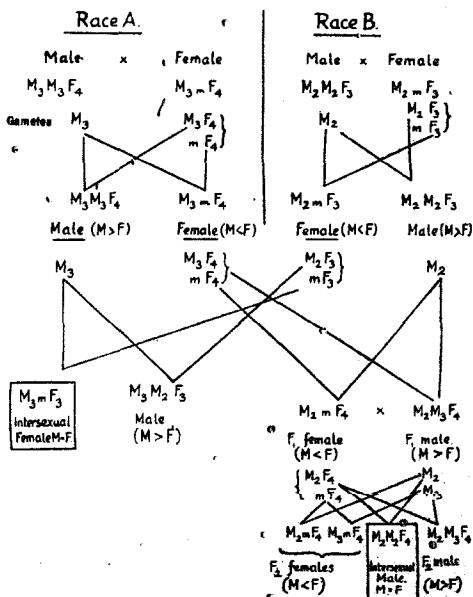 Race A.
Race B.
Male x Female
Male x Female
M₃M₃F₄
M₃mF₄
M₂M₂F₃
M₂mF₃
Gametes
M₃
M₃F₄
mF₄
M₂
M₂F₃
mF₃
M₃M₃F₄
M₃mF₄
M₂mF₃
M₂M₂F₃
Male (M>F)
Female (M<F)
Female (M<F)
Male (M>F)
M₃
M₃F₄
mF₄
M₂F₃
mF₃
M₂
M₃mF₃
Intersexual
Female M=F.
M₃M₂F₃
Male
(M>F)
M₂mF₄ x M₂M₃F₄
F₁ female
(M<F)
F₁ male
(M>F)
M₂F₄
mF₄
M₂
M₃
M₂mF₄
M₃mF₄
M₂M₂F₄
M₂M₃F₄
F₂ females
(M<F)
Intersexual
Male.
M=F
F₂ male
(M>F)